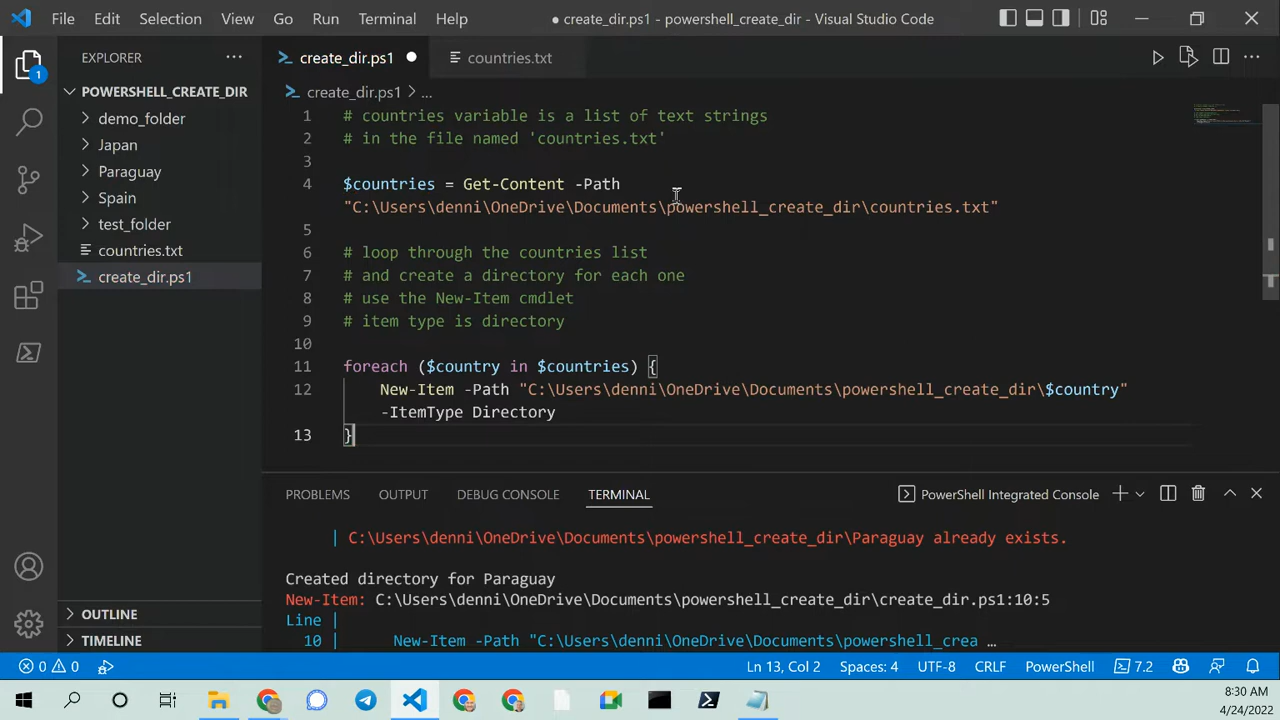 File Edit Selection View Go Run Terminal Help ● create_dir.ps1 - powershell_create_dir - Visual Studio Code
EXPLORER ···
create_dir.ps1 ●
countries.txt
1
POWERSHELL_CREATE_DIR
demo_folder
Japan
Paraguay
Spain
test_folder
countries.txt
create_dir.ps1
create_dir.ps1 > ...
1 # countries variable is a list of text strings
2 # in the file named 'countries.txt'
3
4 $countries = Get-Content -Path
"C:\Users\denni\OneDrive\Documents\powershell_create_dir\countries.txt"
5
6 # loop through the countries list
7 # and create a directory for each one
8 # use the New-Item cmdlet
9 # item type is directory
10
11 foreach ($country in $countries) {
12 New-Item -Path "C:\Users\denni\OneDrive\Documents\powershell_create_dir\$country"
-ItemType Directory
13 }
PROBLEMS OUTPUT DEBUG CONSOLE TERMINAL PowerShell Integrated Console
| C:\Users\denni\OneDrive\Documents\powershell_create_dir\Paraguay already exists.
Created directory for Paraguay
New-Item: C:\Users\denni\OneDrive\Documents\powershell_create_dir\create_dir.ps1:10:5
Line |
10 | New-Item -Path "C:\Users\denni\OneDrive\Documents\powershell_crea …
OUTLINE
TIMELINE
0 0 Ln 13, Col 2 Spaces: 4 UTF-8 CRLF PowerShell 7.2
8:30 AM
4/24/2022